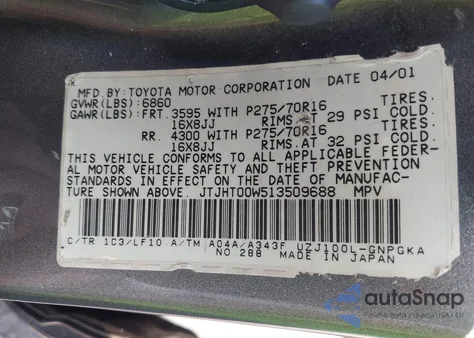 MFD.BY:TOYOTA MOTOR CORPORATION DATE 04/01
GVWR(LBS):6860
GAWR(LBS):FRT.3595 WITH P275/70R16 TIRES.
16X8JJ RIMS.AT 29 PSI COLD.
RR. 4300 WITH P275/70R16 TIRES.
16X8JJ RIMS.AT 32 PSI COLD.
THIS VEHICLE CONFORMS TO ALL APPLICABLE FEDER-
AL MOTOR VEHICLE SAFETY AND THEFT PREVENTION
STANDARDS IN EFFECT ON THE DATE OF MANUFAC-
TURE SHOWN ABOVE. JTJHT00W513509688 MPV
C/TR 1C3/LF10 A/TM A04A/A343F UZJ100L-GNPGKA
NO 288 MADE IN JAPAN
autaSnap